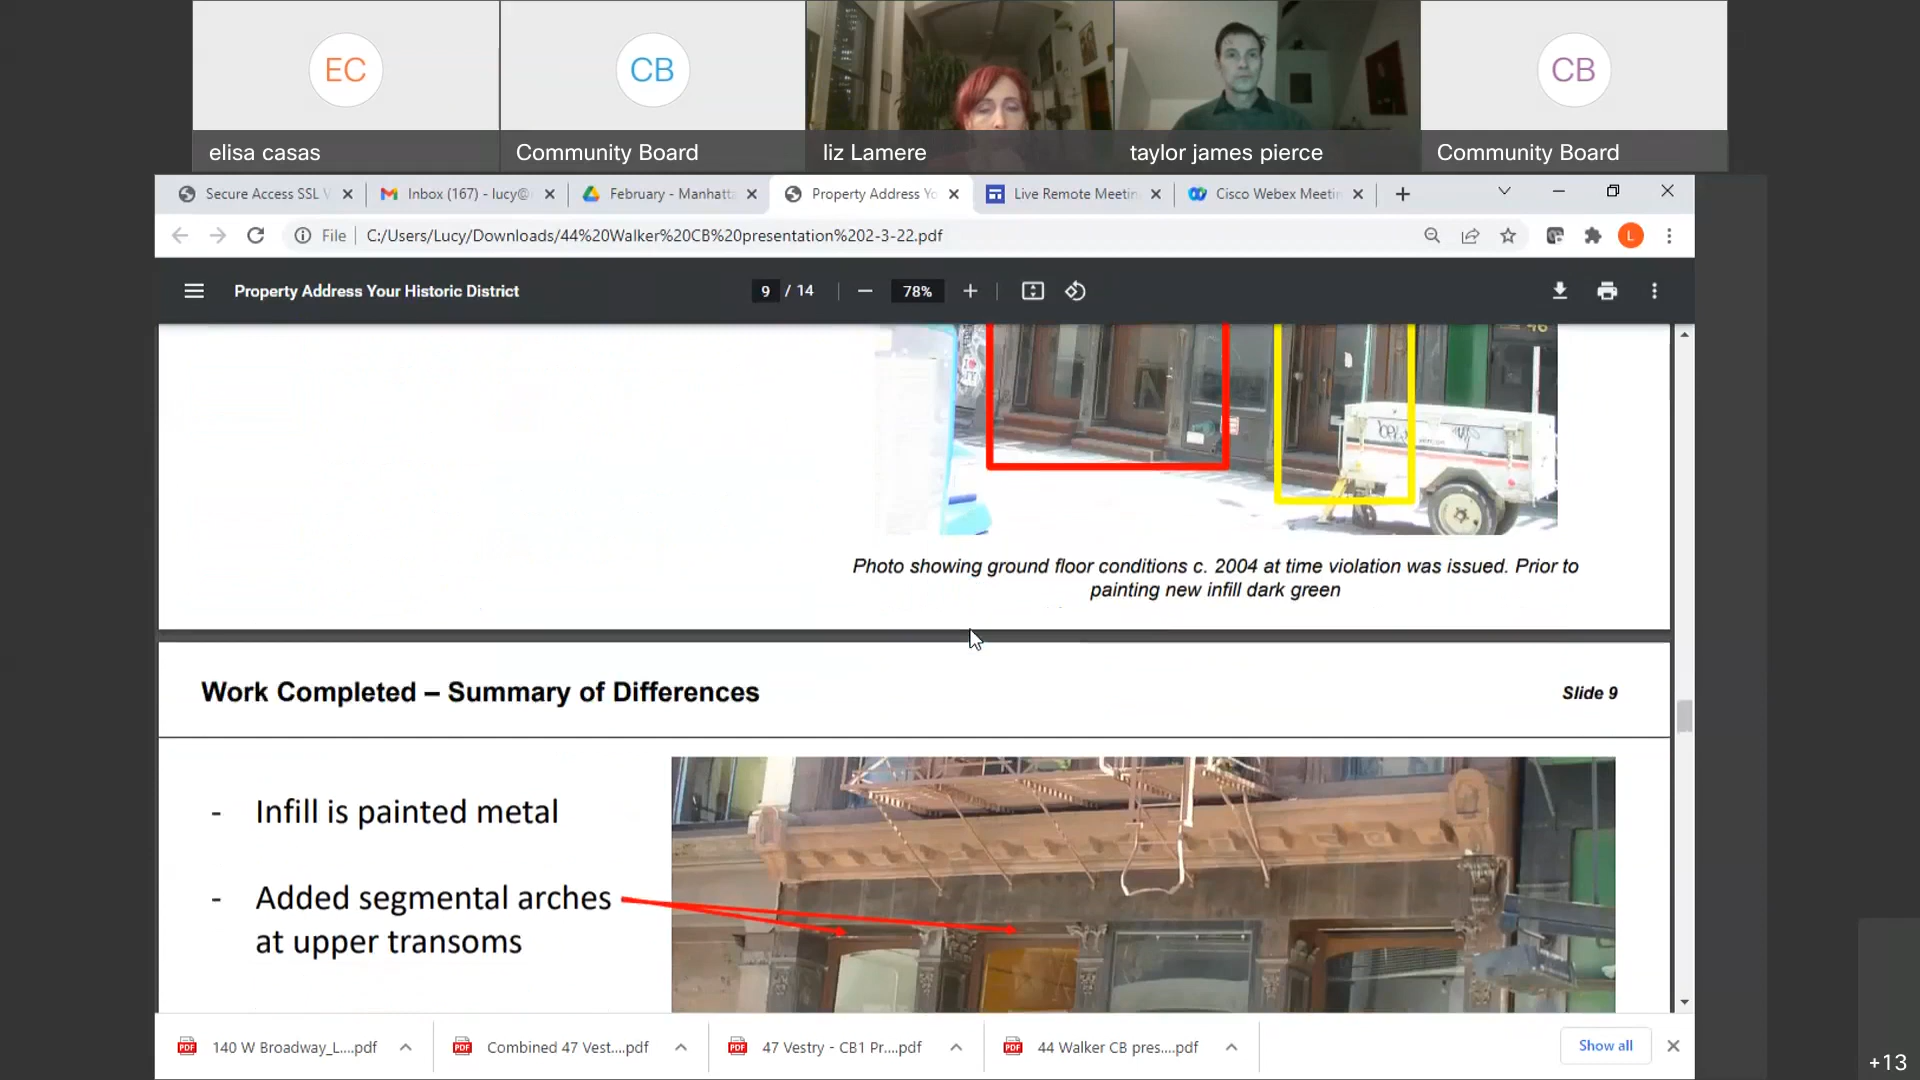 EC
CB
CB
elisa casas
Community Board
liz Lamere
taylor james pierce
Community Board
Secure Access SSL V
Inbox (167) - lucy@
February - Manhatta
Property Address Yo
Live Remote Meetin
Cisco Webex Meetin
File
C:/Users/Lucy/Downloads/44%20Walker%20CB%20presentation%202-3-22.pdf
L
Property Address Your Historic District
9 / 14
78%
46
Photo showing ground floor conditions c. 2004 at time violation was issued. Prior to
painting new infill dark green
Work Completed – Summary of Differences
Slide 9
- Infill is painted metal
- Added segmental arches
at upper transoms
140 W Broadway_L....pdf
Combined 47 Vest....pdf
47 Vestry - CB1 Pr....pdf
44 Walker CB pres....pdf
Show all
+13